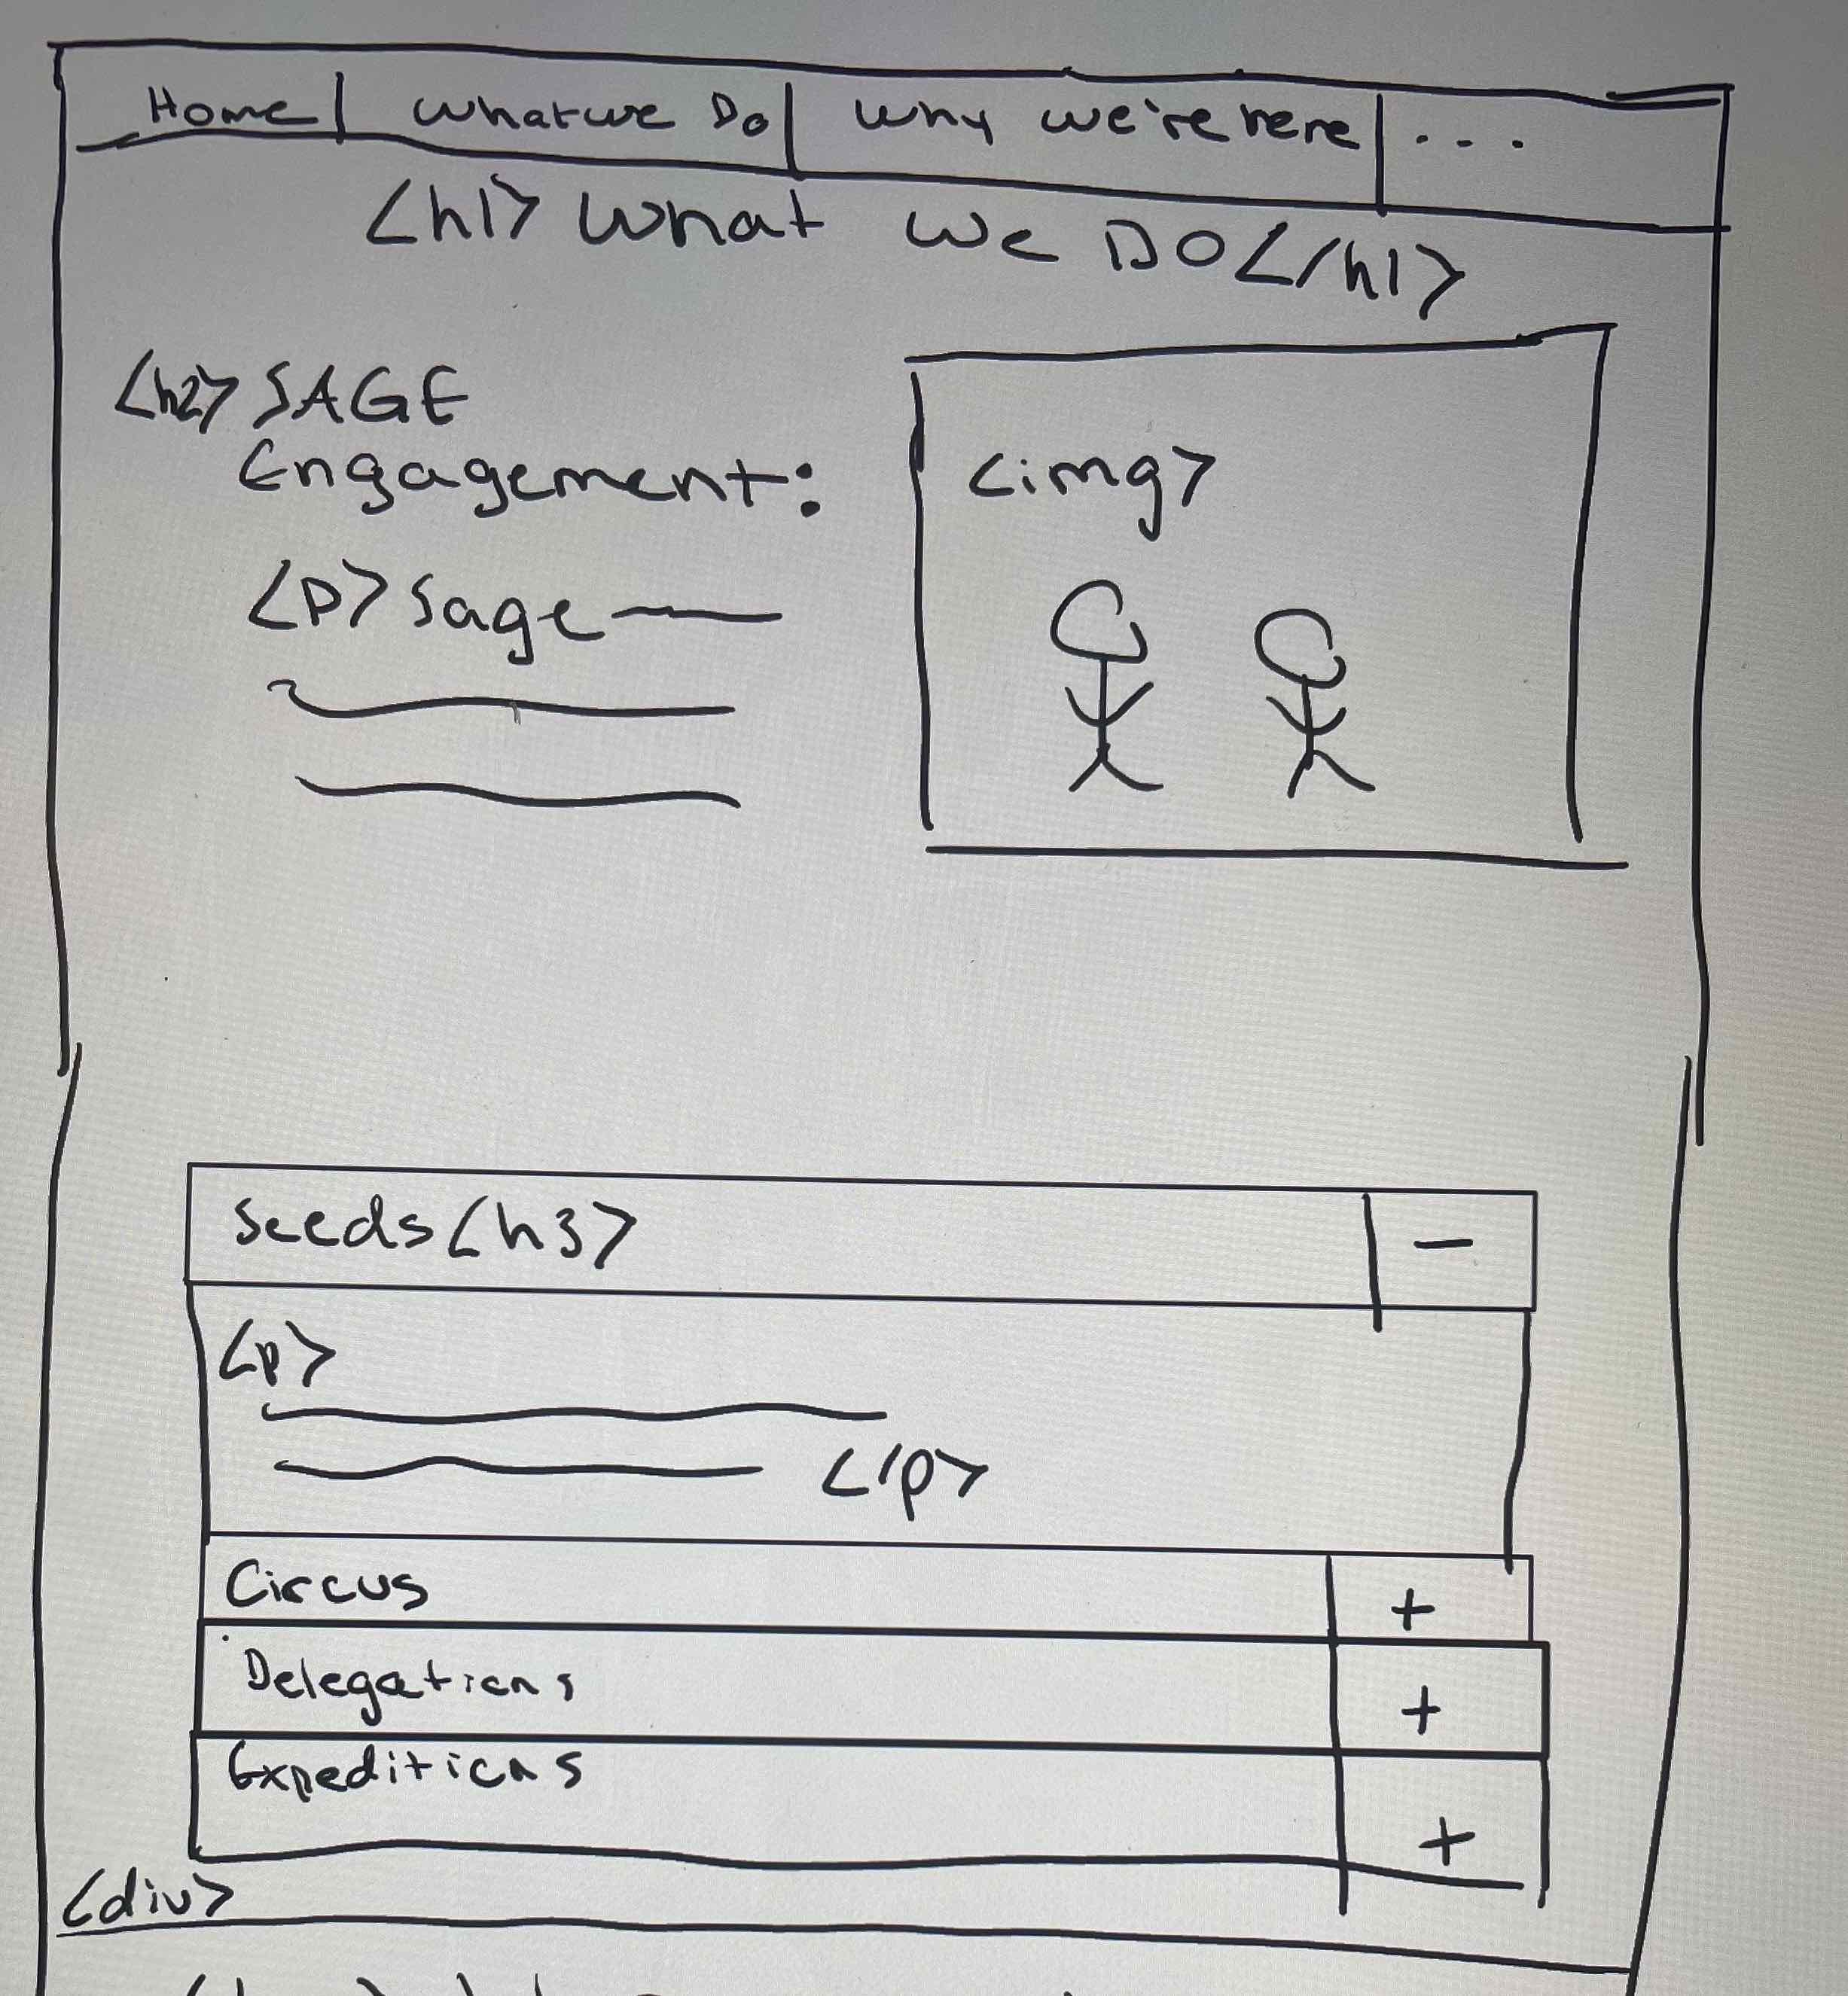 Home | What we Do | Why we're here | ...
<h1> What we DO </h1>
<h2> SAGE
Engagement:
<img>
<p> Sage
Seeds <h3> | -
<p>
</p>
Circus | +
Delegations | +
Expeditions | +
<div>